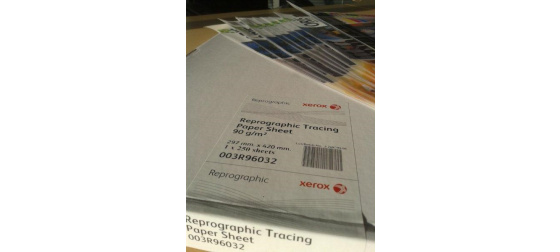 Reprographic xerox
Reprographic Tracing
Paper Sheet
90 g/m²
297 mm. x 420 mm.
1 x 250 sheets
003R96032
Reprographic xerox
Reprographic Tracing
Paper Sheet
003R96032